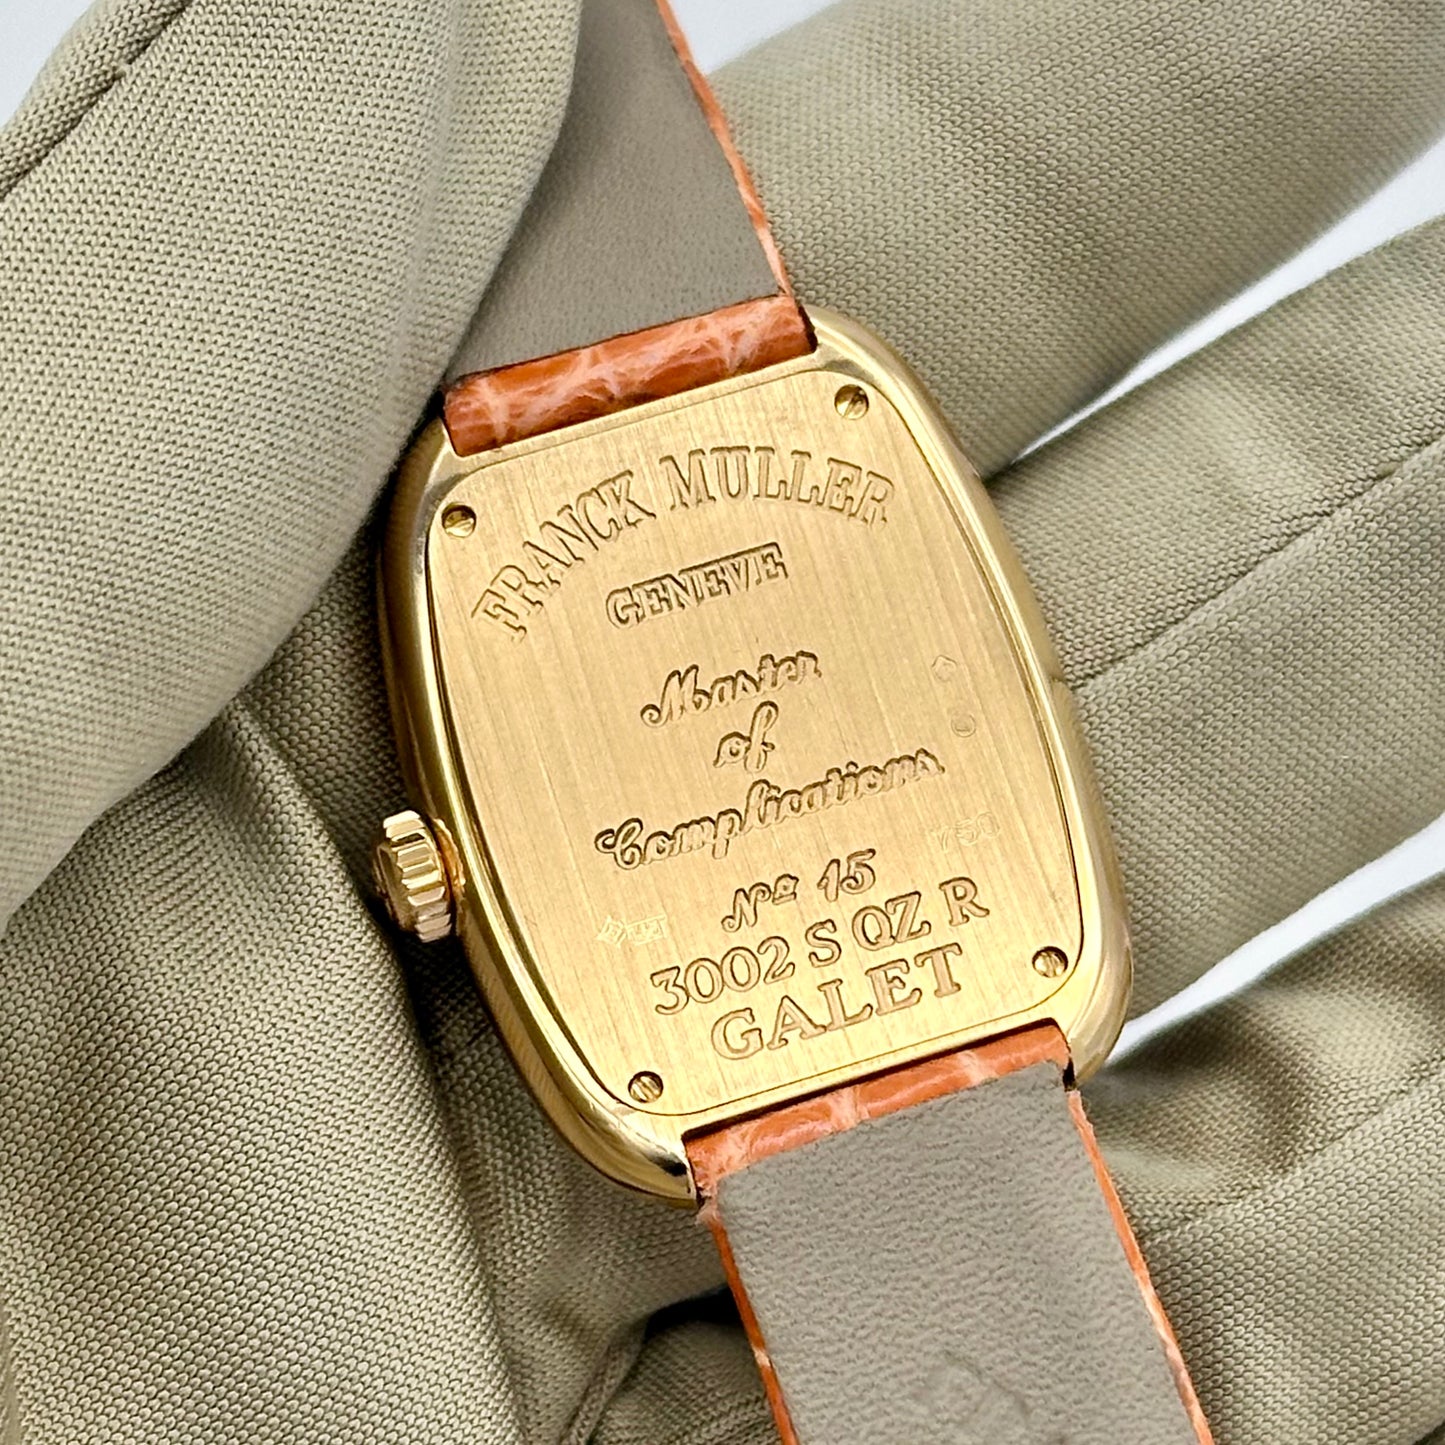 FRANCK MULLER
GENEVE
Master
of
Complications
750
Nº 15
3002 S QZ R
GALET